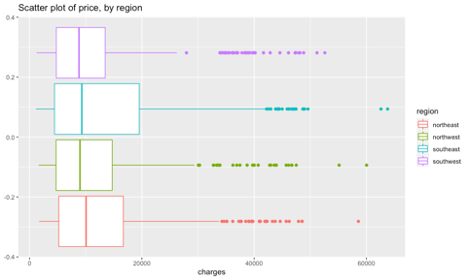 Scatter plot of price, by region
0.4
0.2
0.0
-0.2
-0.4
0
20000
40000
60000
charges
region
northeast
northwest
southeast
southwest